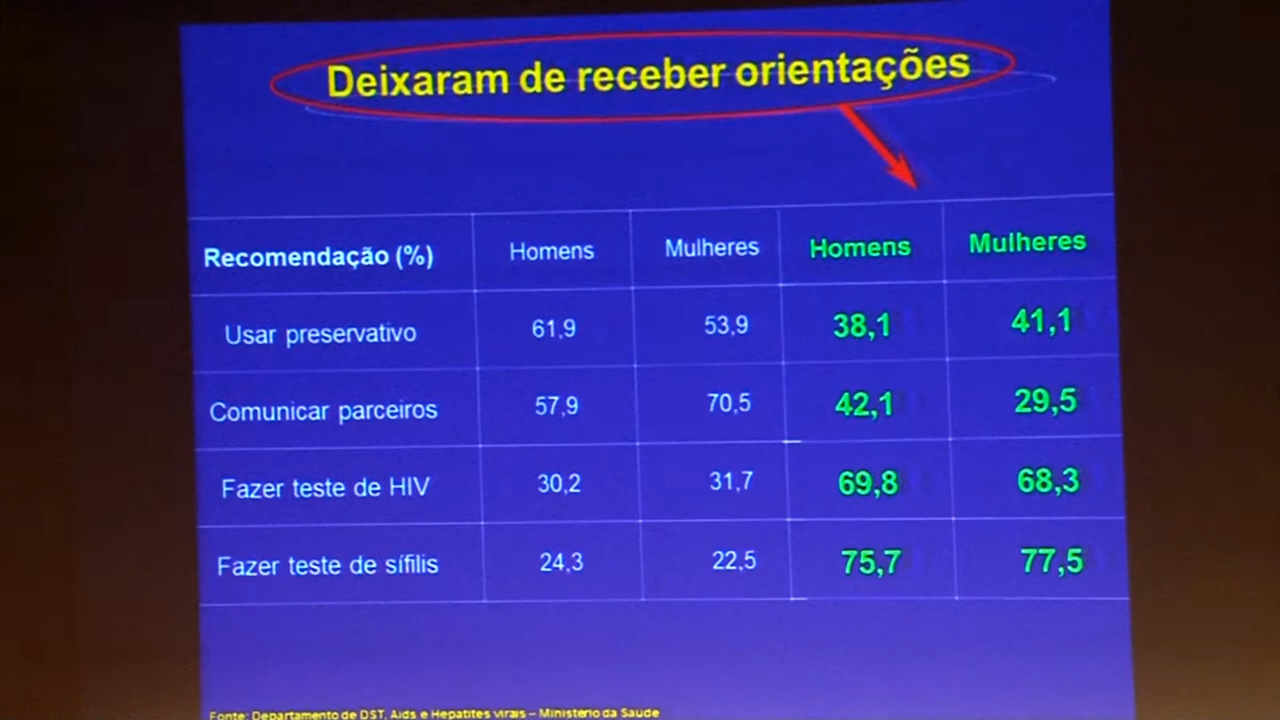 Deixaram de receber orientações
Recomendação (%) Homens Mulheres Homens Mulheres
Usar preservativo 61,9 53,9 38,1 41,1
Comunicar parceiros 57,9 70,5 42,1 29,5
Fazer teste de HIV 30,2 31,7 69,8 68,3
Fazer teste de sífilis 24,3 22,5 75,7 77,5
Fonte: Departamento de DST, Aids e Hepatites virais – Ministério da Saúde